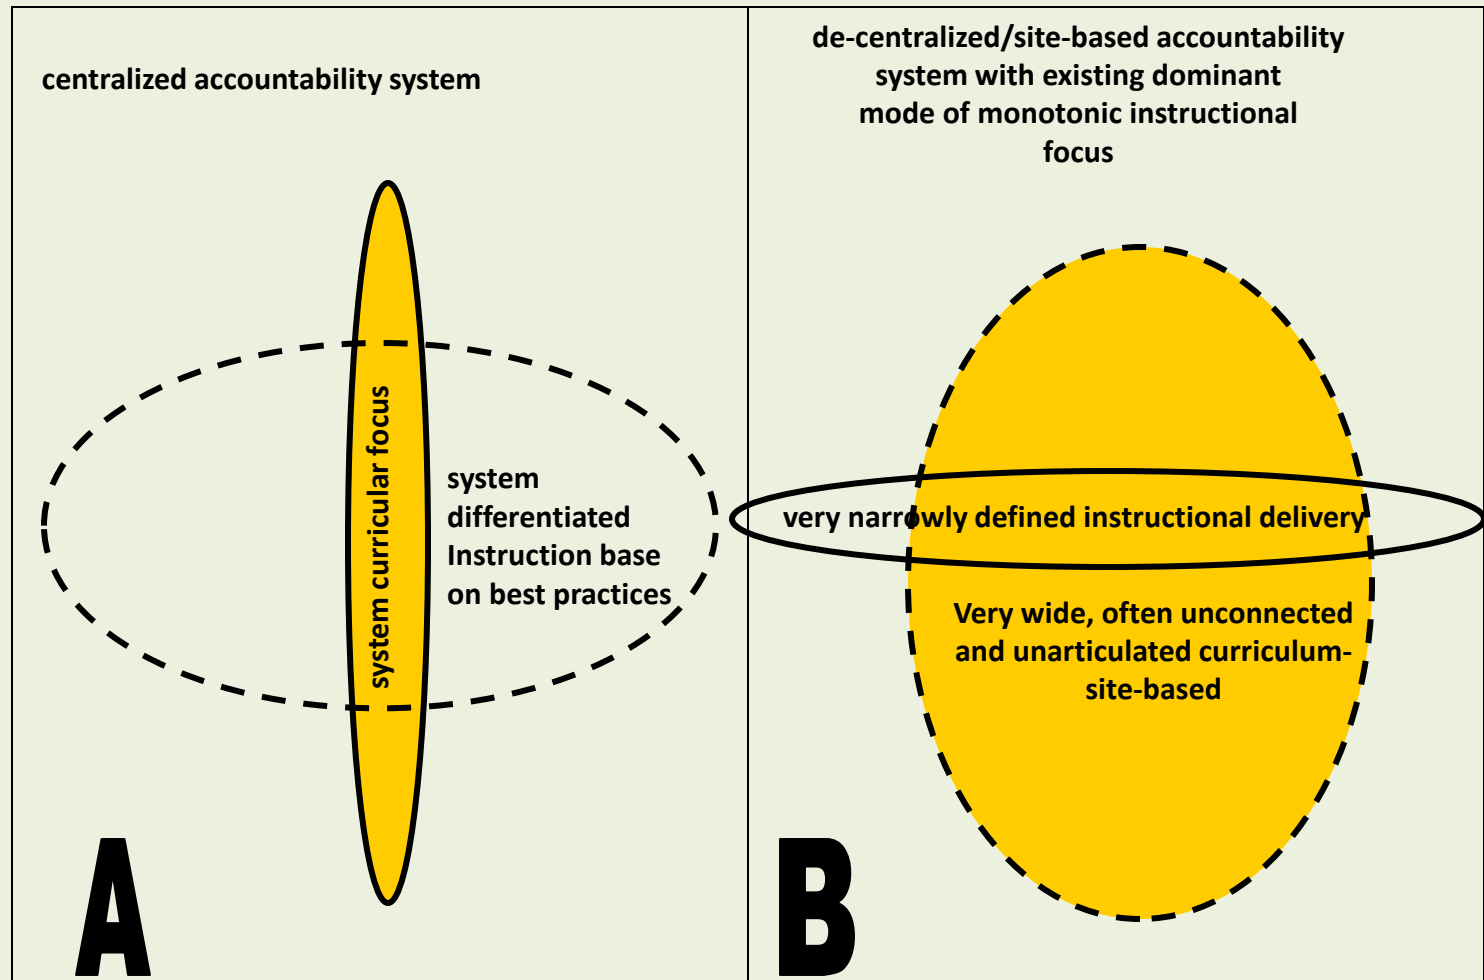 centralized accountability system
system curricular focus
system
differentiated
Instruction base
on best practices
A
de-centralized/site-based accountability
system with existing dominant
mode of monotonic instructional
focus
very narrowly defined instructional delivery
Very wide, often unconnected
and unarticulated curriculum-
site-based
B